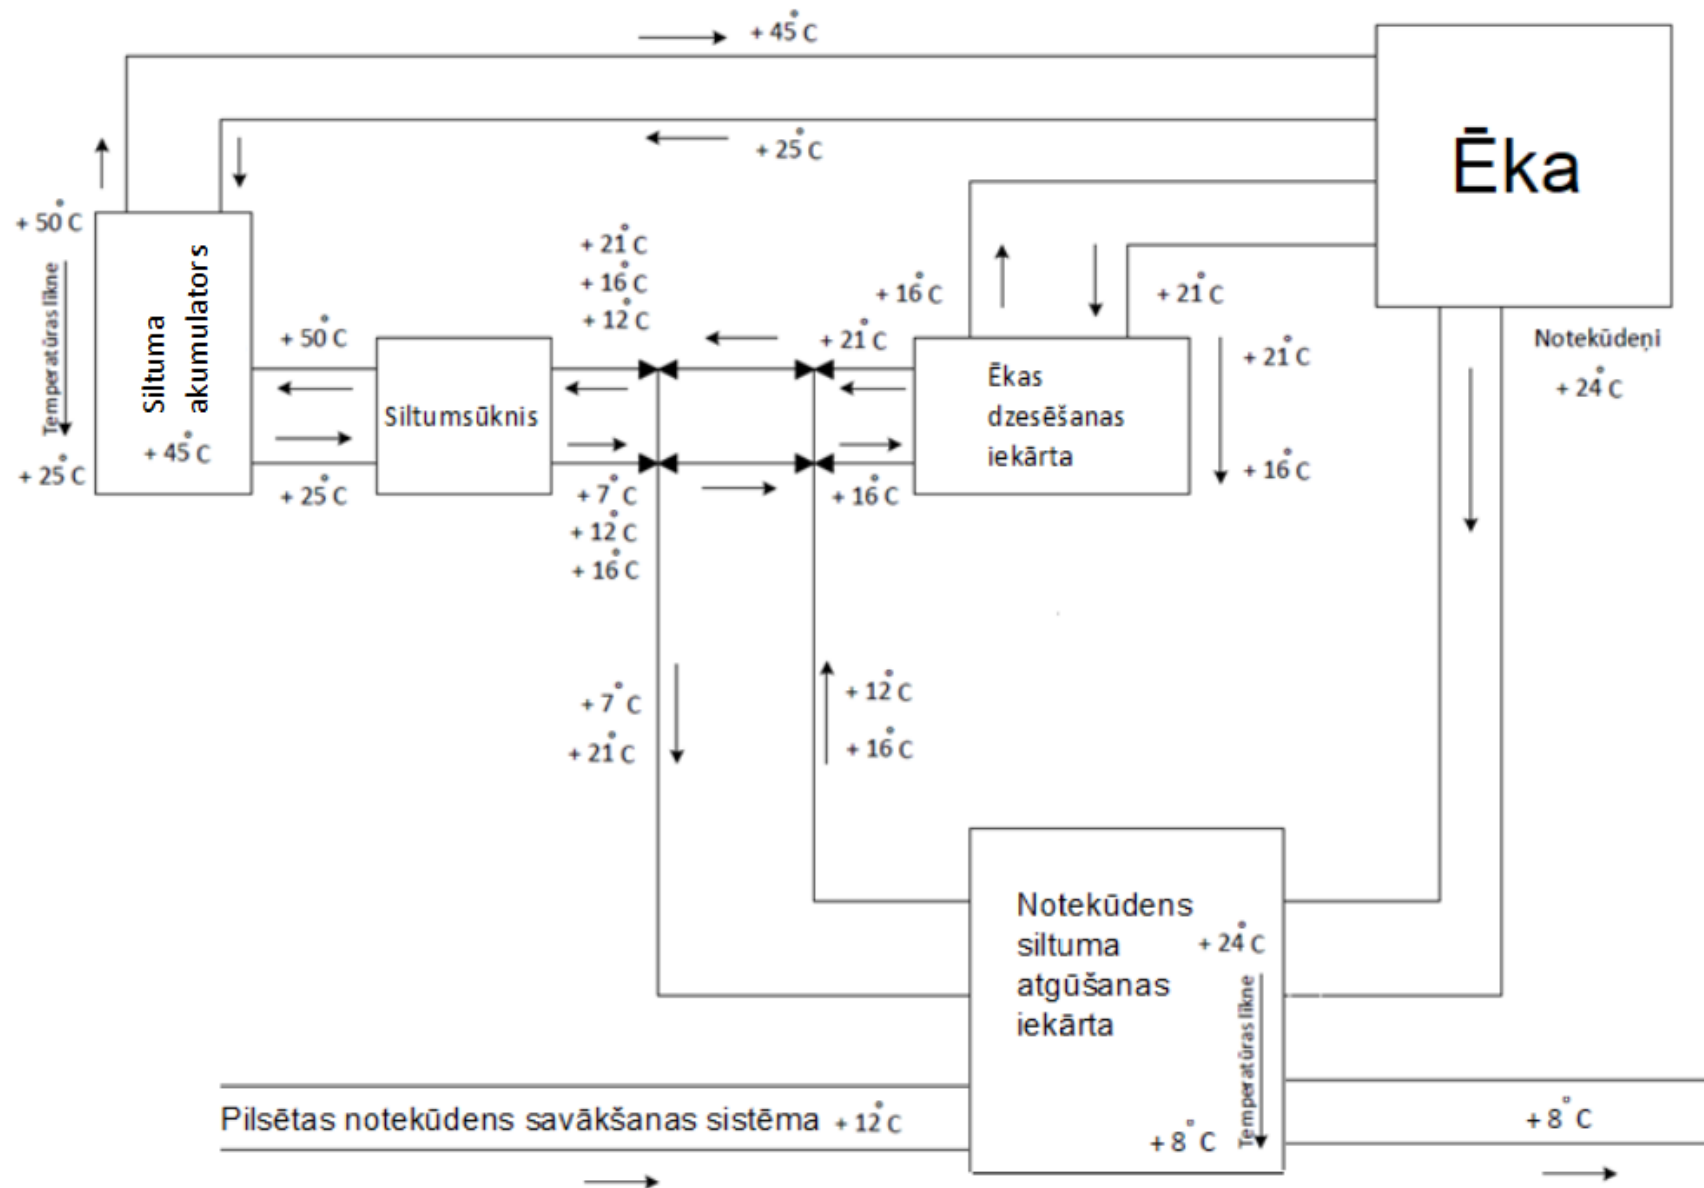 + 45°C
+ 25°C
Ēka
+ 50°C
Temperatūras līkne
+ 25°C
Siltuma
akumulators
+ 45°C
+ 50°C
+ 25°C
Siltumsūknis
+ 21°C
+ 16°C
+ 12°C
+ 7°C
+ 12°C
+ 16°C
+ 16°C
+ 21°C
+ 21°C
+ 16°C
Ēkas
dzesēšanas
iekārta
+ 21°C
+ 16°C
Notekūdeņi
+ 24°C
+ 7°C
+ 21°C
+ 12°C
+ 16°C
Notekūdens
siltuma
atgūšanas
iekārta
+ 24°C
Temperatūras līkne
+ 8°C
Pilsētas notekūdens savākšanas sistēma + 12°C
+ 8°C